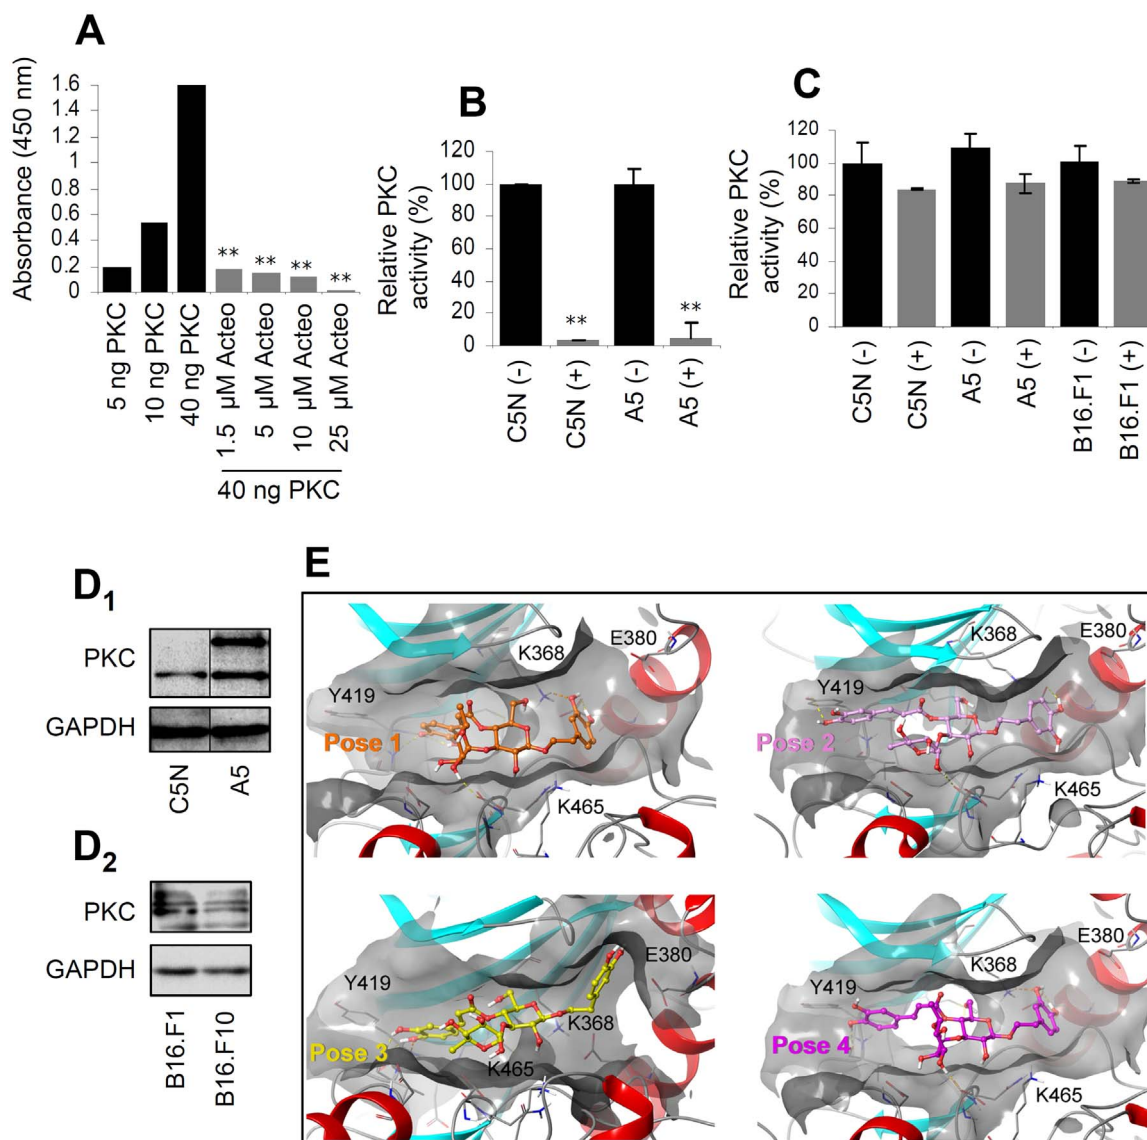 A
Absorbance (450 nm)
1.6
1.4
1.2
1
0.8
0.6
0.4
0.2
0
**
**
**
**
5 ng PKC
10 ng PKC
40 ng PKC
1.5 µM Acteo
5 µM Acteo
10 µM Acteo
25 µM Acteo
40 ng PKC
B
Relative PKC
activity (%)
120
100
80
60
40
20
0
**
**
C5N (-)
C5N (+)
A5 (-)
A5 (+)
C
Relative PKC
activity (%)
120
100
80
60
40
20
0
C5N (-)
C5N (+)
A5 (-)
A5 (+)
B16.F1 (-)
B16.F1 (+)
D1
PKC
GAPDH
C5N
A5
D2
PKC
GAPDH
B16.F1
B16.F10
E
E380
K368
Y419
Pose 1
K465
K368
E380
Y419
Pose 2
K465
E380
Y419
K368
Pose 3
K465
E380
K368
Y419
Pose 4
K465